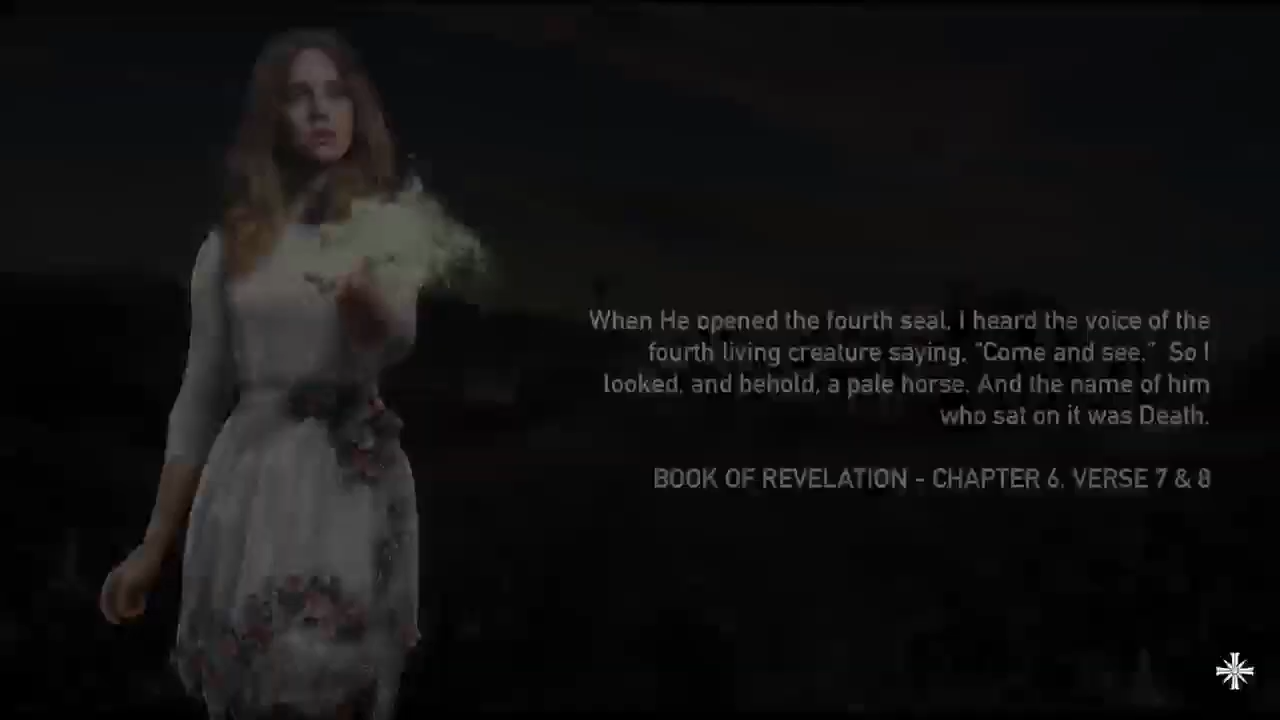 When He opened the fourth seal, I heard the voice of the
fourth living creature saying, "Come and see."  So I
looked, and behold, a pale horse. And the name of him
who sat on it was Death.
BOOK OF REVELATION - CHAPTER 6, VERSE 7 & 8